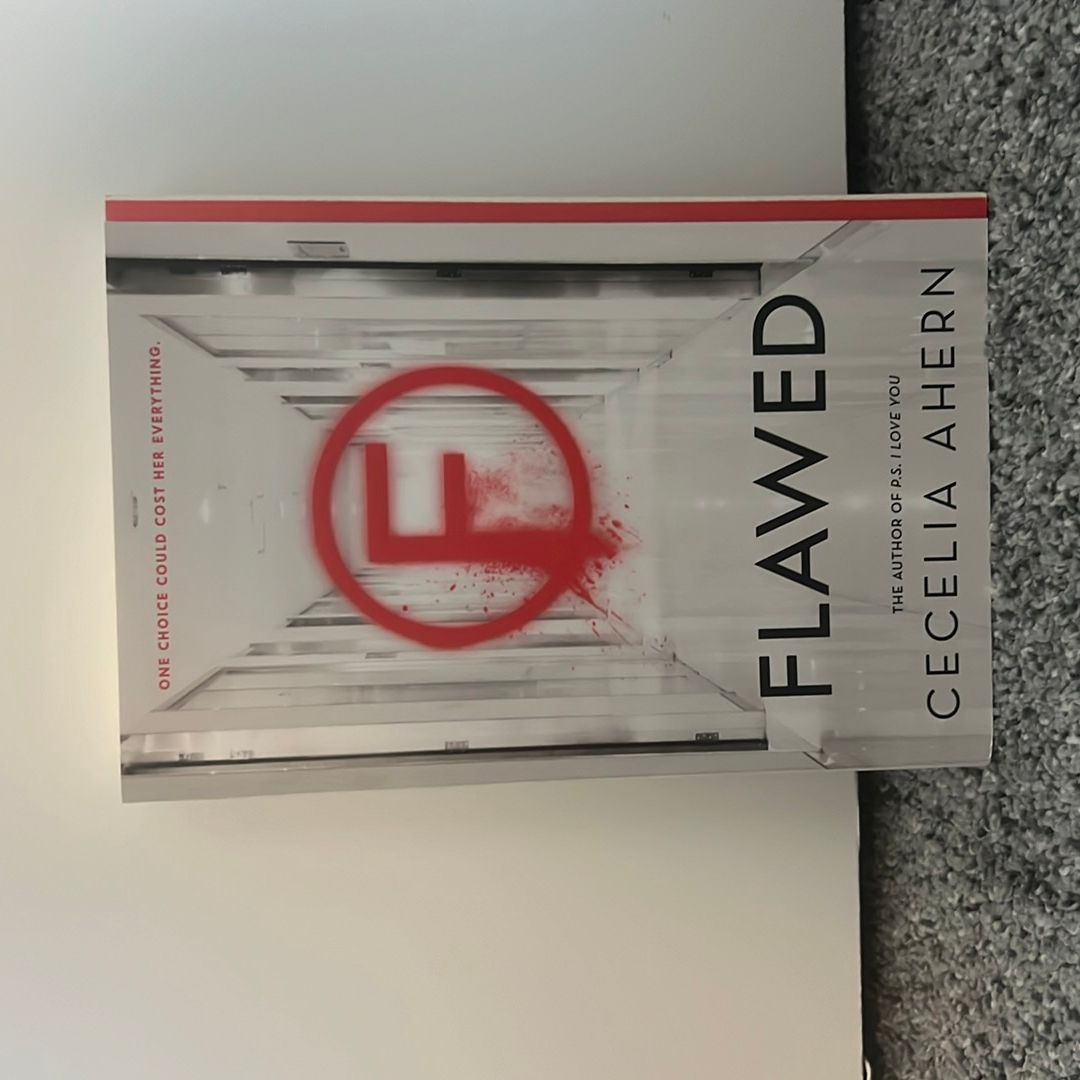 ONE CHOICE COULD COST HER EVERYTHING.
F
FLAWED
THE AUTHOR OF P.S. I LOVE YOU
CECELIA AHERN